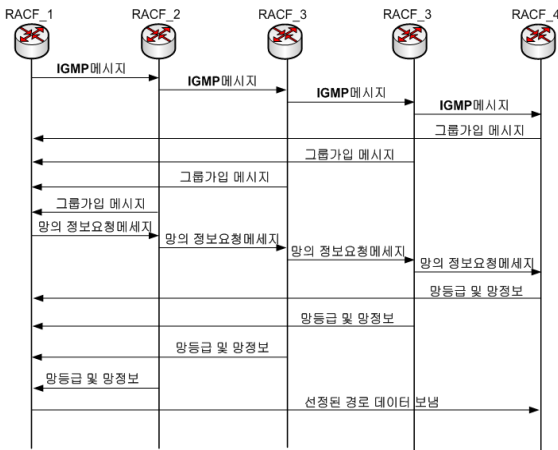 RACF_1 RACF_2 RACF_3 RACF_3 RACF_4
IGMP메시지
IGMP메시지
IGMP메시지
IGMP메시지
그룹가입 메시지
그룹가입 메시지
그룹가입 메시지
그룹가입 메시지
망의 정보요청메세지
망의 정보요청메세지
망의 정보요청메세지
망의 정보요청메세지
망등급 및 망정보
망등급 및 망정보
망등급 및 망정보
망등급 및 망정보
선정된 경로 데이터 보냄